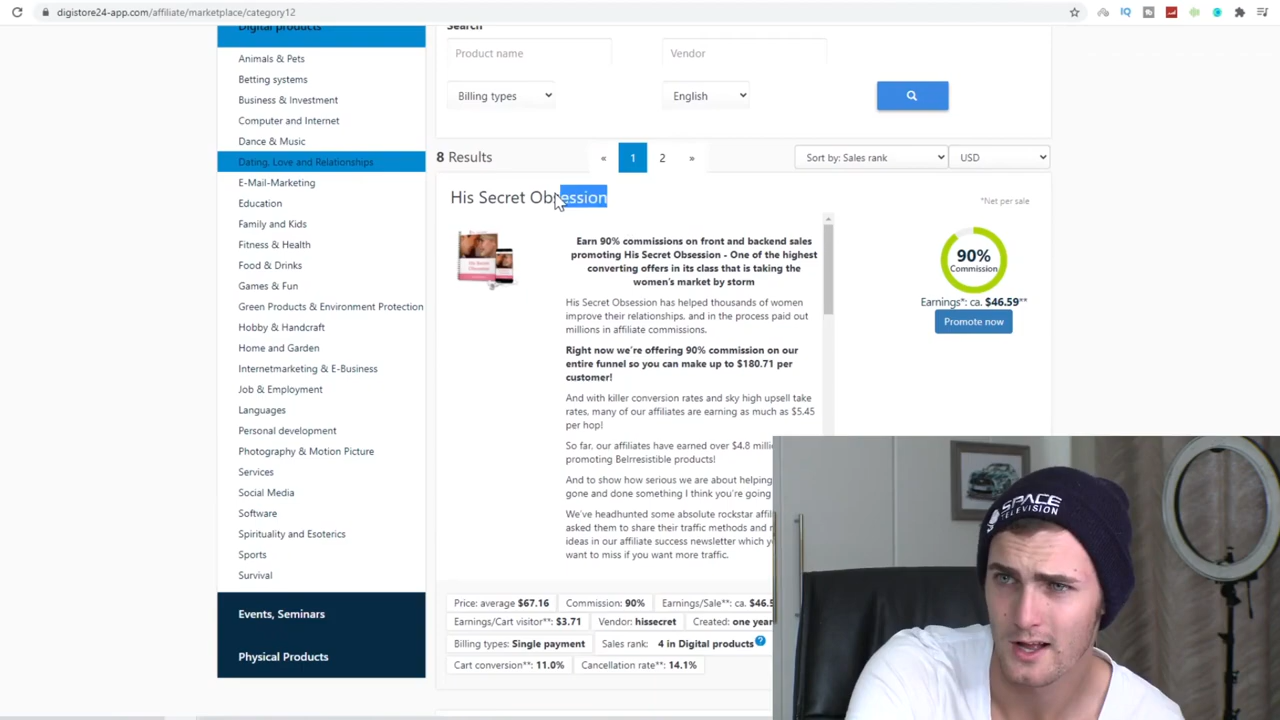 digistore24-app.com/affiliate/marketplace/category12
Digital products
Animals & Pets
Betting systems
Business & Investment
Computer and Internet
Dance & Music
Dating, Love and Relationships
E-Mail-Marketing
Education
Family and Kids
Fitness & Health
Food & Drinks
Games & Fun
Green Products & Environment Protection
Hobby & Handcraft
Home and Garden
Internetmarketing & E-Business
Job & Employment
Languages
Personal development
Photography & Motion Picture
Services
Social Media
Software
Spirituality and Esoterics
Sports
Survival
Events, Seminars
Physical Products
Search
Product name
Vendor
Billing types
English
8 Results
« 1 2 »
Sort by: Sales rank
USD
His Secret Obsession
*Net per sale
Earn 90% commissions on front and backend sales
promoting His Secret Obsession - One of the highest
converting offers in its class that is taking the
women's market by storm
His Secret Obsession has helped thousands of women
improve their relationships, and in the process paid out
millions in affiliate commissions.
Right now we're offering 90% commission on our
entire funnel so you can make up to $180.71 per
customer!
And with killer conversion rates and sky high upsell take
rates, many of our affiliates are earning as much as $5.45
per hop!
So far, our affiliates have earned over $4.8 milli
promoting BeIrresistible products!
And to show how serious we are about helping
gone and done something I think you're going
We've headhunted some absolute rockstar affil
asked them to share their traffic methods and
ideas in our affiliate success newsletter which y
want to miss if you want more traffic.
90%
Commission
Earnings*: ca. $46.59**
Promote now
Price: average $67.16
Commission: 90%
Earnings/Sale**: ca. $46.5
Earnings/Cart visitor**: $3.71
Vendor: hissecret
Created: one year
Billing types: Single payment
Sales rank: 4 in Digital products
Cart conversion**: 11.0%
Cancellation rate**: 14.1%
SPACE
TELEVISION